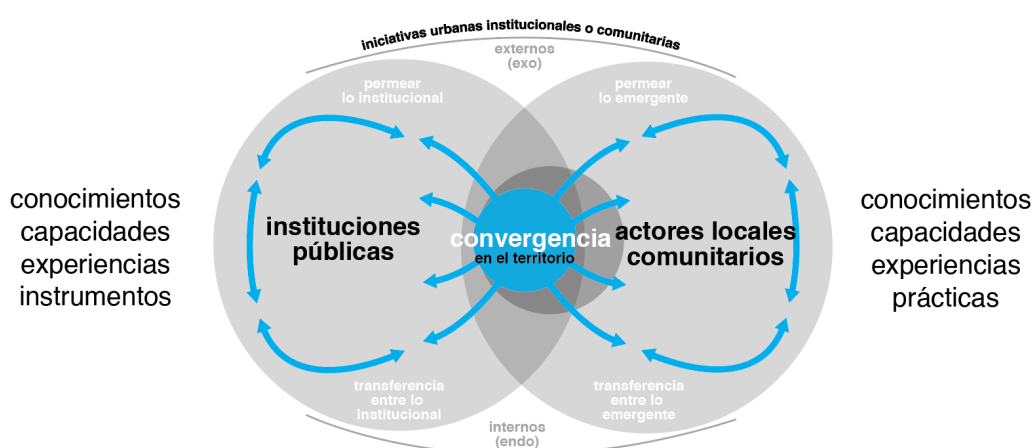 iniciativas urbanas institucionales o comunitarias
externos
(exo)
permear
lo institucional
permear
lo emergente
conocimientos
capacidades
experiencias
instrumentos
instituciones
públicas
convergencia
en el territorio
actores locales
comunitarios
conocimientos
capacidades
experiencias
prácticas
transferencia
entre lo
institucional
transferencia
entre lo
emergente
internos
(endo)